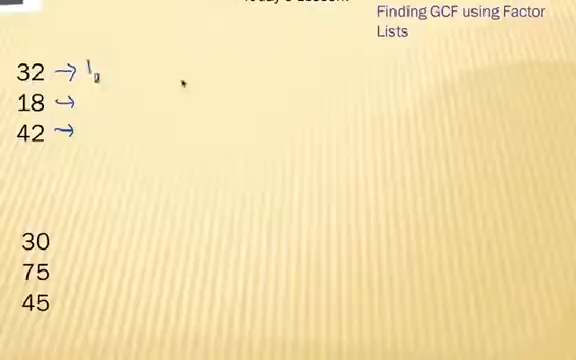 Finding GCF using Factor
Lists
32 → 1,
18 →
42 →
30
75
45